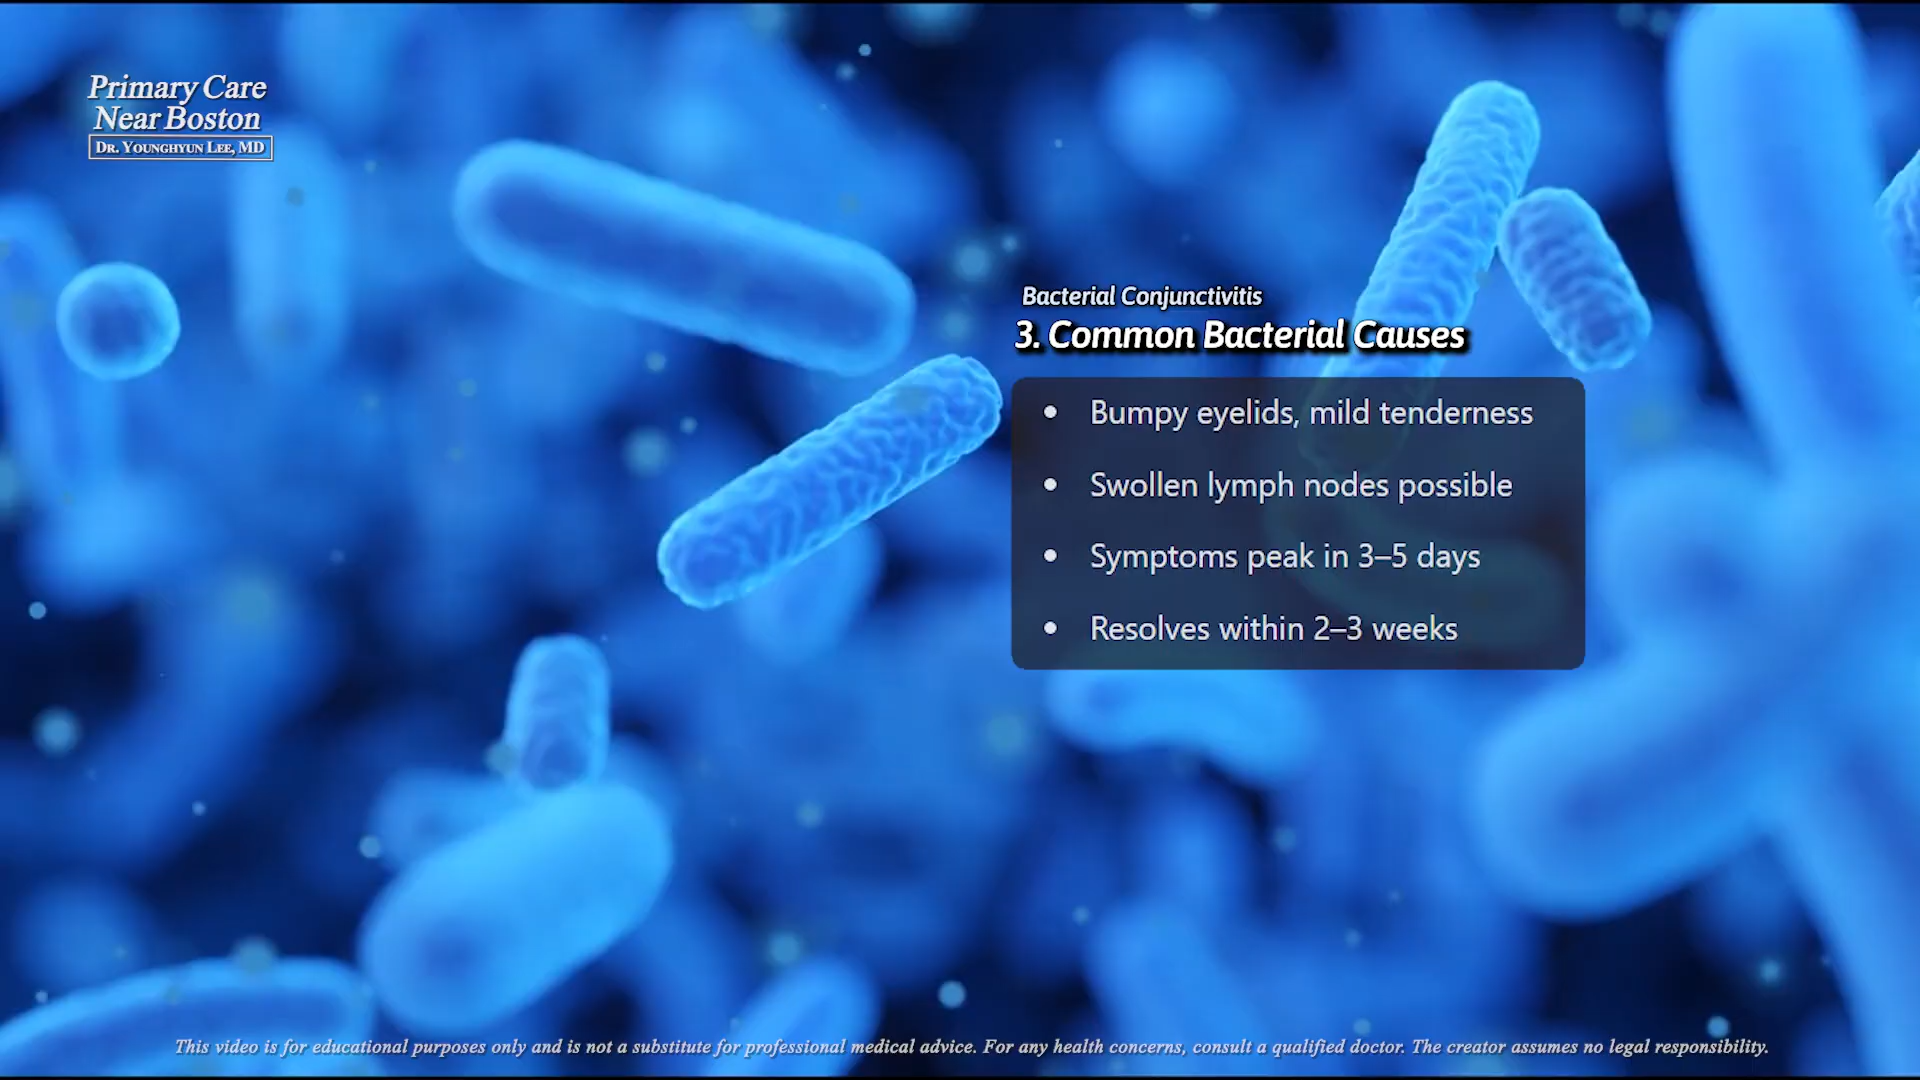 Primary Care
Near Boston
Dr. Younghyun Lee, MD
Bacterial Conjunctivitis
3. Common Bacterial Causes
• Bumpy eyelids, mild tenderness
• Swollen lymph nodes possible
• Symptoms peak in 3–5 days
• Resolves within 2–3 weeks
This video is for educational purposes only and is not a substitute for professional medical advice. For any health concerns, consult a qualified doctor. The creator assumes no legal responsibility.